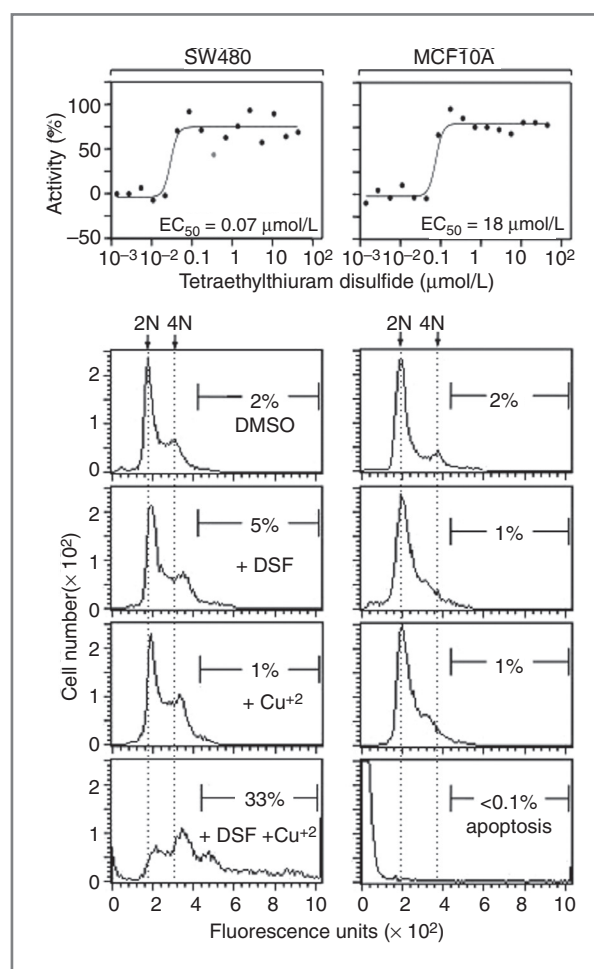 SW480 MCF10A
Activity (%)
100
75
50
0
−50
EC50 = 0.07 μmol/L
EC50 = 18 μmol/L
10−3 10−2 0.1 1 10 102 10−3 10−2 0.1 1 10 102
Tetraethylthiuram disulfide (μmol/L)
2N 4N 2N 4N
Cell number(× 102)
2
1
0
2%
DMSO
2%
2
1
0
5%
+ DSF
1%
2
1
0
1%
+ Cu+2
1%
2
1
0
33%
+ DSF +Cu+2
<0.1%
apoptosis
0 2 4 6 8 10 0 2 4 6 8 10
Fluorescence units (× 102)